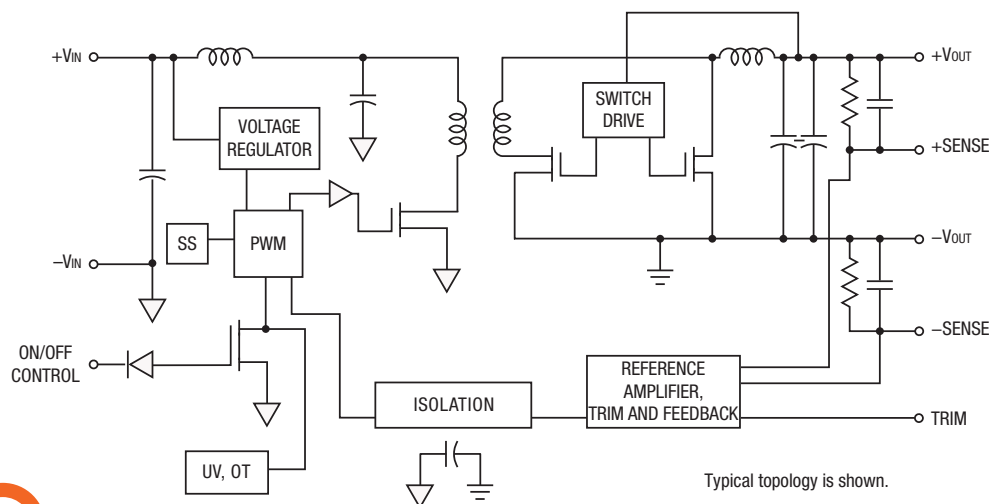 +VIN
+VOUT
SWITCH
DRIVE
VOLTAGE
REGULATOR
+SENSE
SS
PWM
−VIN
−VOUT
−SENSE
ON/OFF
CONTROL
REFERENCE
AMPLIFIER,
TRIM AND FEEDBACK
ISOLATION
TRIM
UV, OT
Typical topology is shown.